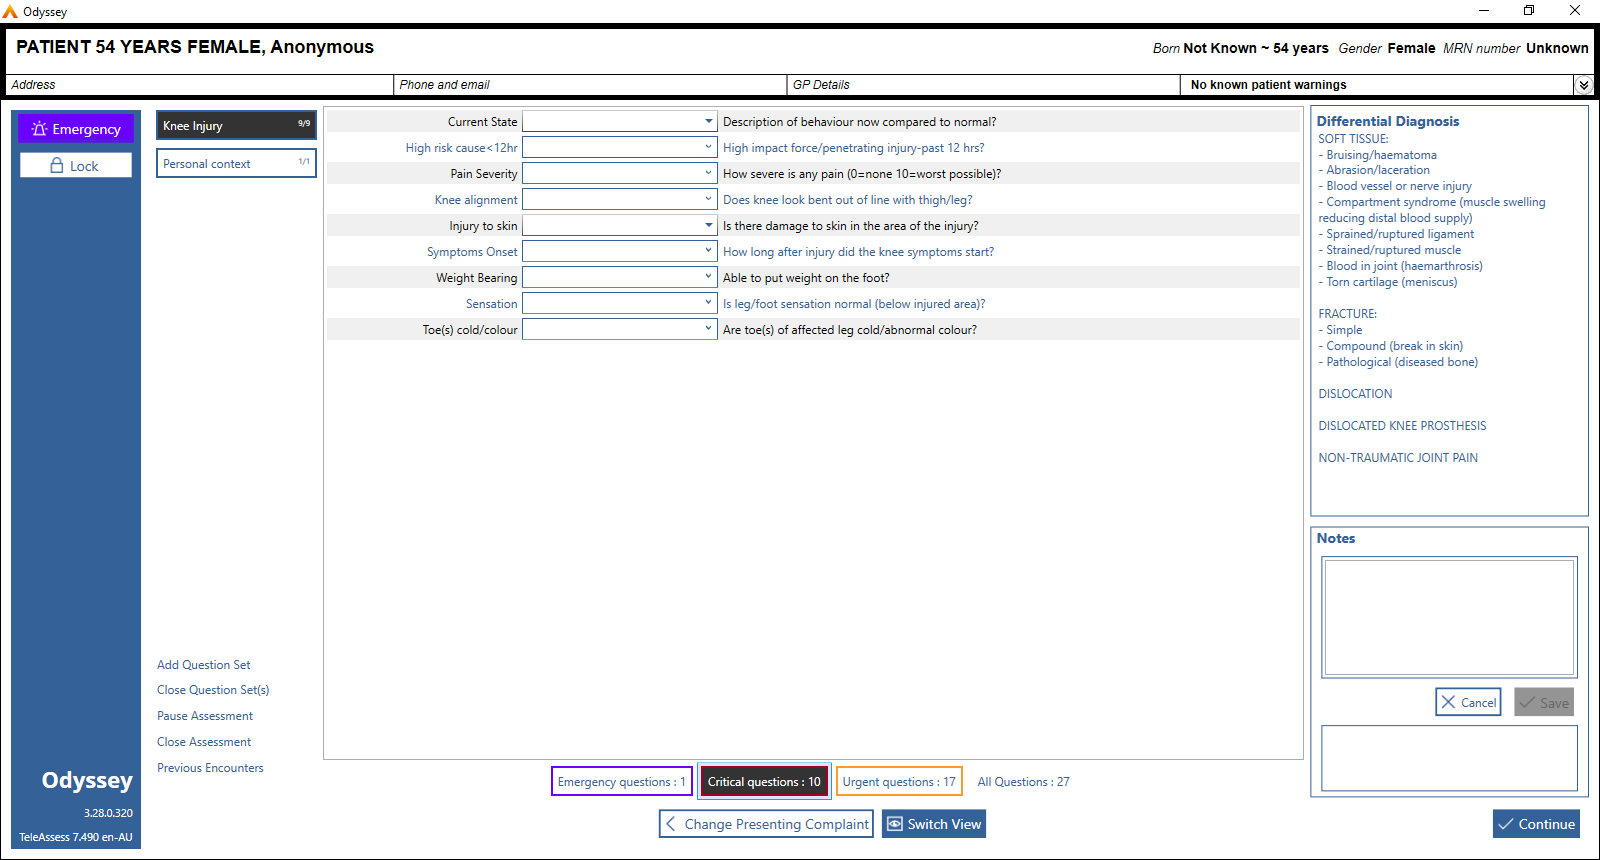 Odyssey
PATIENT 54 YEARS FEMALE, Anonymous
Born Not Known ~ 54 years Gender Female MRN number Unknown
Address
Phone and email
GP Details
No known patient warnings
Emergency
Lock
Knee Injury 9/9
Personal context 1/1
Current State Description of behaviour now compared to normal?
High risk cause<12hr High impact force/penetrating injury-past 12 hrs?
Pain Severity How severe is any pain (0=none 10=worst possible)?
Knee alignment Does knee look bent out of line with thigh/leg?
Injury to skin Is there damage to skin in the area of the injury?
Symptoms Onset How long after injury did the knee symptoms start?
Weight Bearing Able to put weight on the foot?
Sensation Is leg/foot sensation normal (below injured area)?
Toe(s) cold/colour Are toe(s) of affected leg cold/abnormal colour?
Differential Diagnosis
SOFT TISSUE:
- Bruising/haematoma
- Abrasion/laceration
- Blood vessel or nerve injury
- Compartment syndrome (muscle swelling
reducing distal blood supply)
- Sprained/ruptured ligament
- Strained/ruptured muscle
- Blood in joint (haemarthrosis)
- Torn cartilage (meniscus)
FRACTURE:
- Simple
- Compound (break in skin)
- Pathological (diseased bone)
DISLOCATION
DISLOCATED KNEE PROSTHESIS
NON-TRAUMATIC JOINT PAIN
Notes
Cancel
Save
Add Question Set
Close Question Set(s)
Pause Assessment
Close Assessment
Previous Encounters
Odyssey
3.28.0.320
TeleAssess 7.490 en-AU
Emergency questions : 1
Critical questions : 10
Urgent questions : 17
All Questions : 27
Change Presenting Complaint
Switch View
Continue